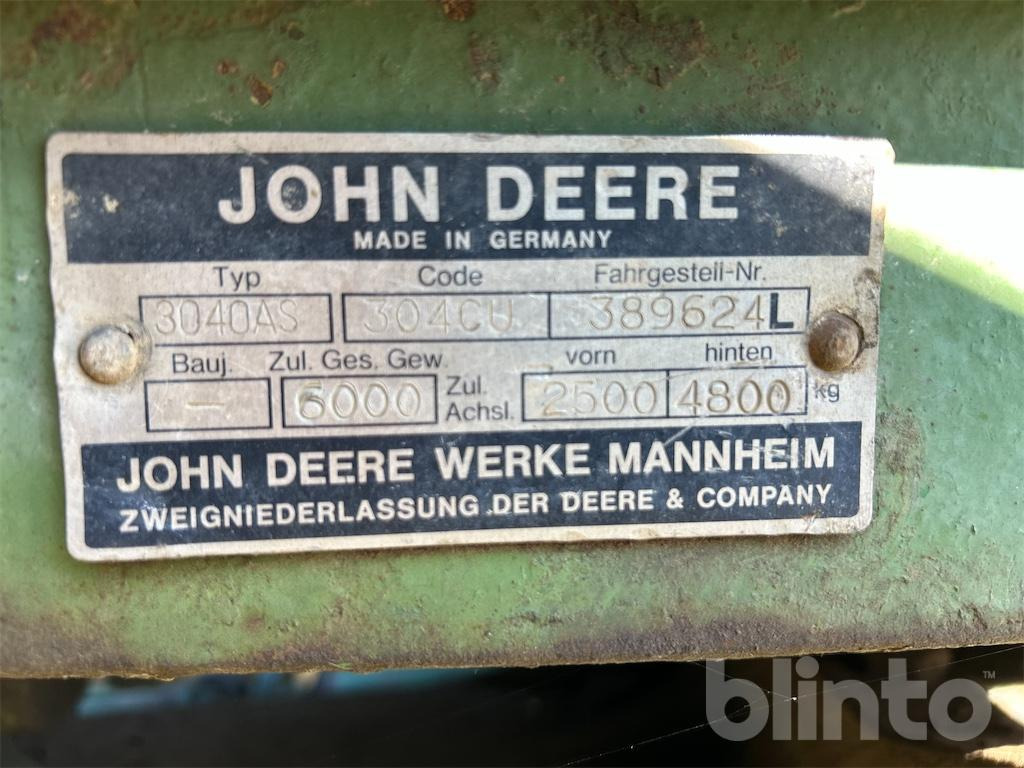 JOHN DEERE
MADE IN GERMANY
Typ Code Fahrgestell-Nr.
3040AS 304CU 389624L
Bauj. Zul. Ges. Gew. vorn hinten
- 6000 Zul. Achsl. 2500 4800 kg
JOHN DEERE WERKE MANNHEIM
ZWEIGNIEDERLASSUNG DER DEERE & COMPANY
blinto™